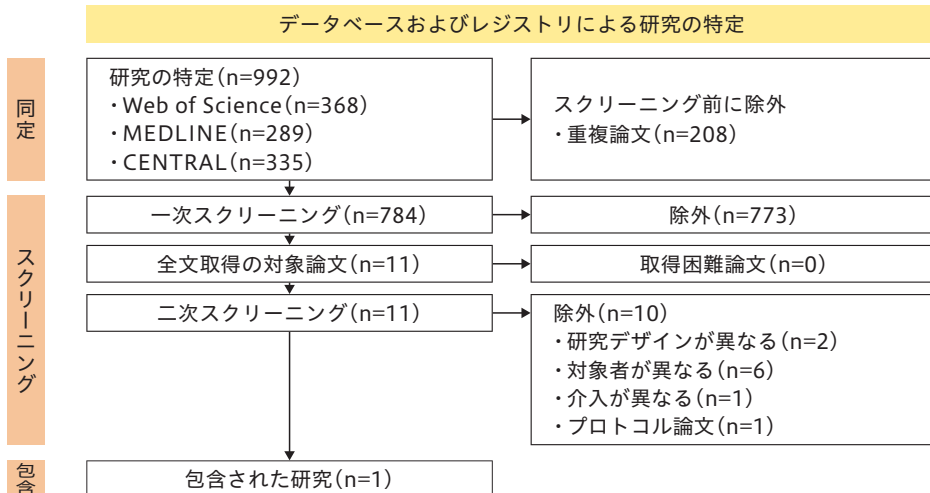 データベースおよびレジストリによる研究の特定
同定
研究の特定(n=992)
・Web of Science(n=368)
・MEDLINE(n=289)
・CENTRAL(n=335)
スクリーニング前に除外
・重複論文(n=208)
スクリーニング
一次スクリーニング(n=784)
除外(n=773)
全文取得の対象論文(n=11)
取得困難論文(n=0)
二次スクリーニング(n=11)
除外(n=10)
・研究デザインが異なる(n=2)
・対象者が異なる(n=6)
・介入が異なる(n=1)
・プロトコル論文(n=1)
包含
包含された研究(n=1)